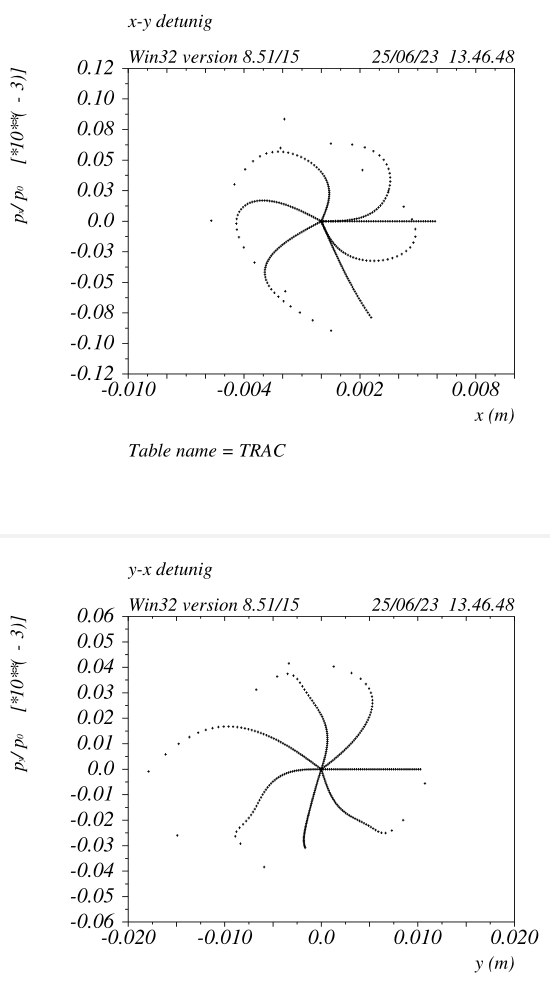 x-y detunig
Win32 version 8.51/15 25/06/23 13.46.48
0.12
0.10
0.08
0.05
0.03
0.0
-0.03
-0.05
-0.08
-0.10
-0.12
[*10**( - 3)]
-0.010 -0.004 0.002 0.008
x (m)
Table name = TRAC
y-x detunig
Win32 version 8.51/15 25/06/23 13.46.48
0.06
0.05
0.04
0.03
0.02
0.01
0.0
-0.01
-0.02
-0.03
-0.04
-0.05
-0.06
[*10**( - 3)]
-0.020 -0.010 0.0 0.010 0.020
y (m)